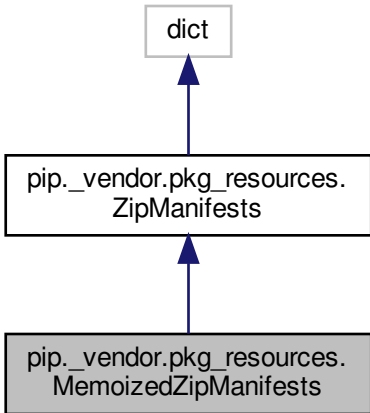 dict
pip._vendor.pkg_resources.
ZipManifests
pip._vendor.pkg_resources.
MemoizedZipManifests